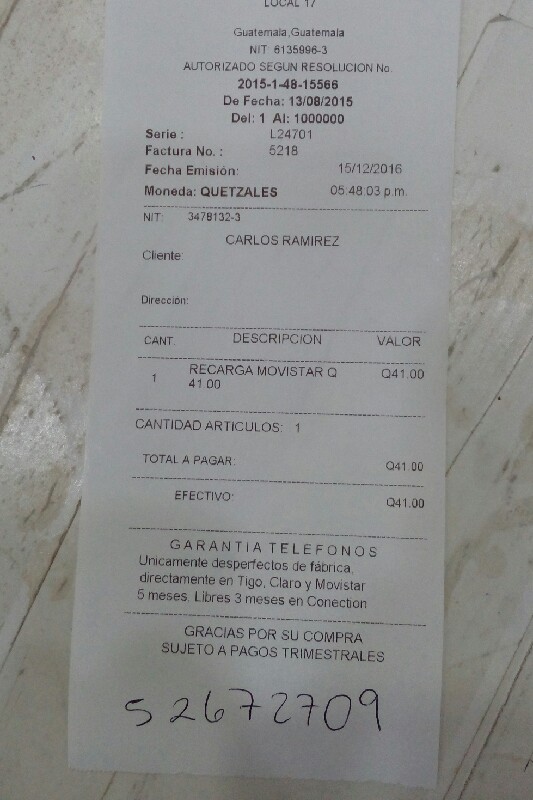 LOCAL 17
Guatemala,Guatemala
NIT: 6135996-3
AUTORIZADO SEGUN RESOLUCION No.
2015-1-48-15566
De Fecha: 13/08/2015
Del: 1 Al: 1000000
Serie : L24701
Factura No. : 5218
Fecha Emisión: 15/12/2016
Moneda: QUETZALES 05:48:03 p.m.
NIT: 3478132-3
CARLOS RAMIREZ
Cliente:
Dirección:
CANT. DESCRIPCION VALOR
1 RECARGA MOVISTAR Q Q41.00
41.00
CANTIDAD ARTICULOS: 1
TOTAL A PAGAR: Q41.00
EFECTIVO: Q41.00
GARANTIA TELEFONOS
Unicamente desperfectos de fábrica,
directamente en Tigo, Claro y Movistar
5 meses, Libres 3 meses en Conection
GRACIAS POR SU COMPRA
SUJETO A PAGOS TRIMESTRALES
52672709